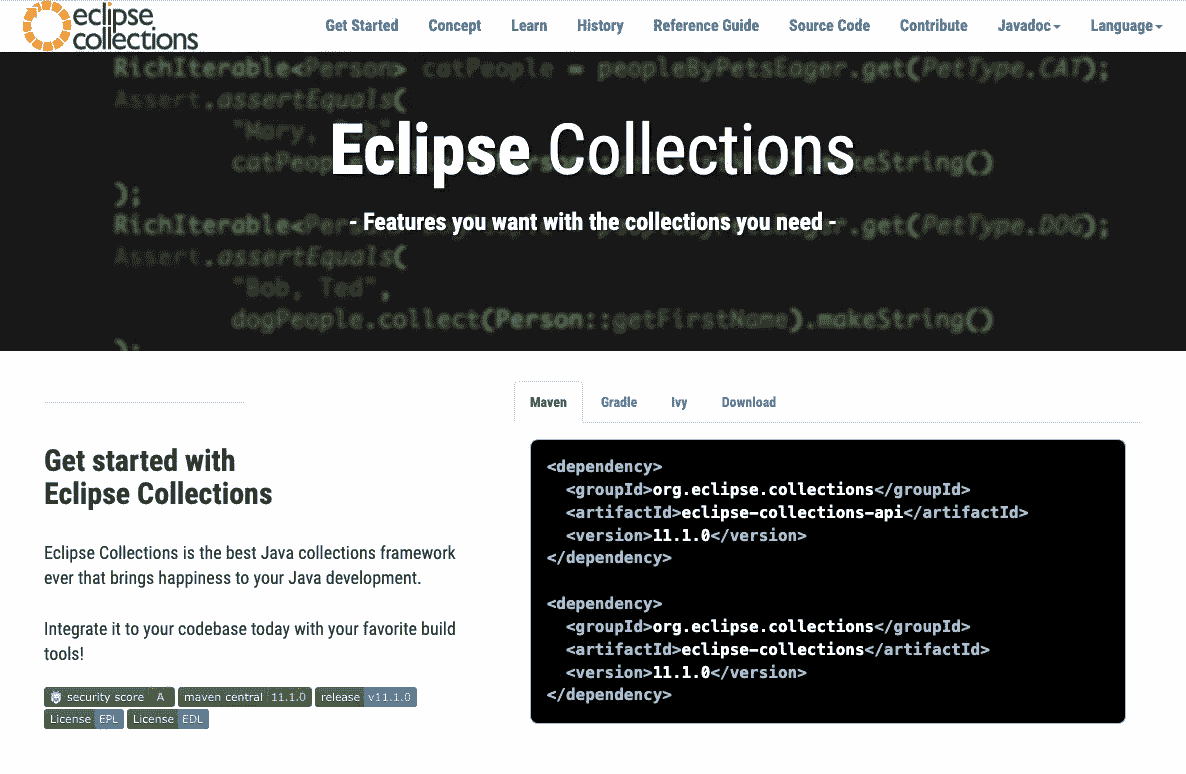 eclipse
collections
Get Started Concept Learn History Reference Guide Source Code Contribute Javadoc Language
RichIterable<Person> catPeople = peopleByPetsEager.get(PetType.CAT);
Assert.assertEquals(
"Mary, Bob",
catPeople
makeString()
);
Eclipse Collections
- Features you want with the collections you need -
RichIterable<Person>
.get(PetType.DOG);
Assert.assertEquals(
"Bob, Ted",
dogPeople.collect(Person::getFirstName).makeString()
);
Maven Gradle Ivy Download
Get started with
Eclipse Collections
Eclipse Collections is the best Java collections framework
ever that brings happiness to your Java development.
Integrate it to your codebase today with your favorite build
tools!
security score A maven central 11.1.0 release v11.1.0
License EPL License EDL
<dependency>
<groupId>org.eclipse.collections</groupId>
<artifactId>eclipse-collections-api</artifactId>
<version>11.1.0</version>
</dependency>
<dependency>
<groupId>org.eclipse.collections</groupId>
<artifactId>eclipse-collections</artifactId>
<version>11.1.0</version>
</dependency>